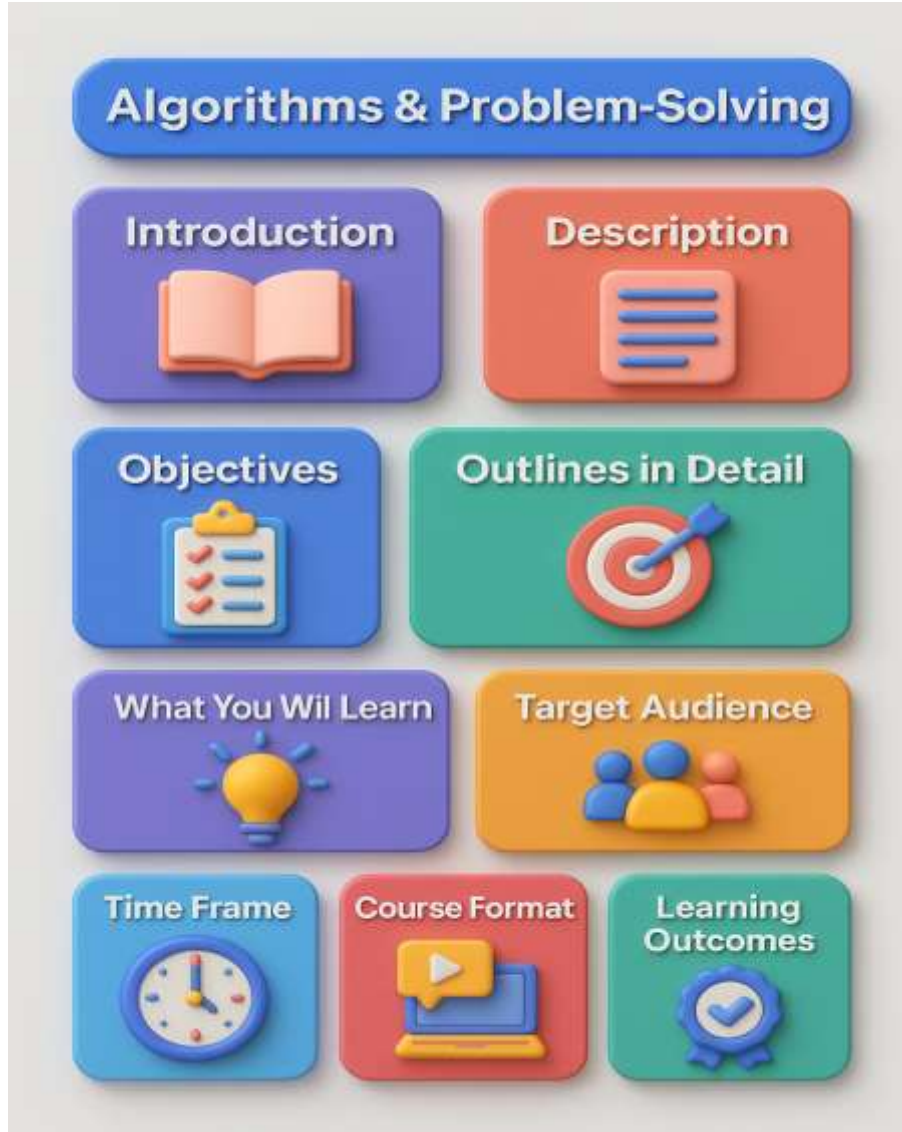 Algorithms & Problem-Solving
Introduction
Description
Objectives
Outlines in Detail
What You Wil Learn
Target Audience
Time Frame
Course Format
Learning
Outcomes